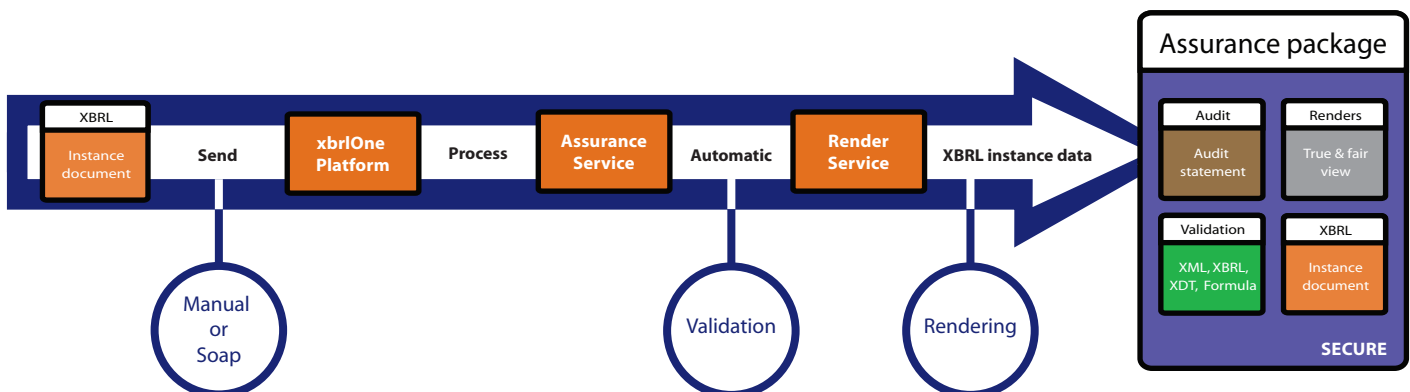 Assurance package
XBRL
Instance
document
Send
xbrlOne
Platform
Process
Assurance
Service
Automatic
Render
Service
XBRL instance data
Manual
or
Soap
Validation
Rendering
Audit
Audit
statement
Renders
True & fair
view
Validation
XML, XBRL,
XDT, Formula
XBRL
Instance
document
SECURE